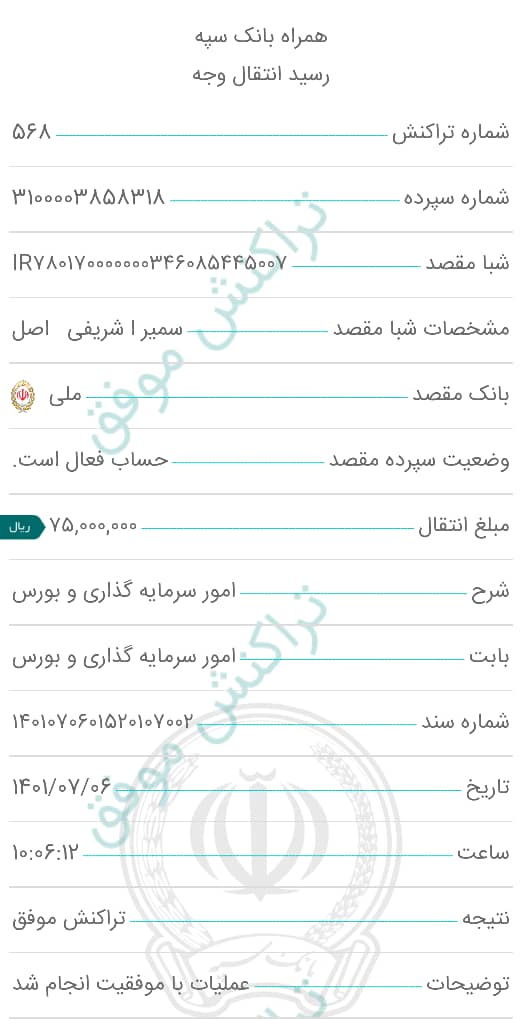 همراه بانک سپه
رسید انتقال وجه
شماره تراکنش ۵۶۸
شماره سپرده ۳۱۰۰۰۰۳۸۵۸۳۱۸
شبا مقصد IR۷۸۰۱۷۰۰۰۰۰۰۰۳۴۶۰۸۵۴۴۵۰۰۷
مشخصات شبا مقصد سمیر ا شریفی اصل
بانک مقصد ملی
وضعیت سپرده مقصد حساب فعال است.
مبلغ انتقال ۷۵,۰۰۰,۰۰۰ ریال
شرح امور سرمایه گذاری و بورس
بابت امور سرمایه گذاری و بورس
شماره سند ۱۴۰۱۰۷۰۶۰۱۵۲۰۱۰۷۰۰۲
تاریخ ۱۴۰۱/۰۷/۰۶
ساعت ۱۰:۰۶:۱۲
نتیجه تراکنش موفق
توضیحات عملیات با موفقیت انجام شد
تراکنش موفق
تراکنش موفق
بانک سپه